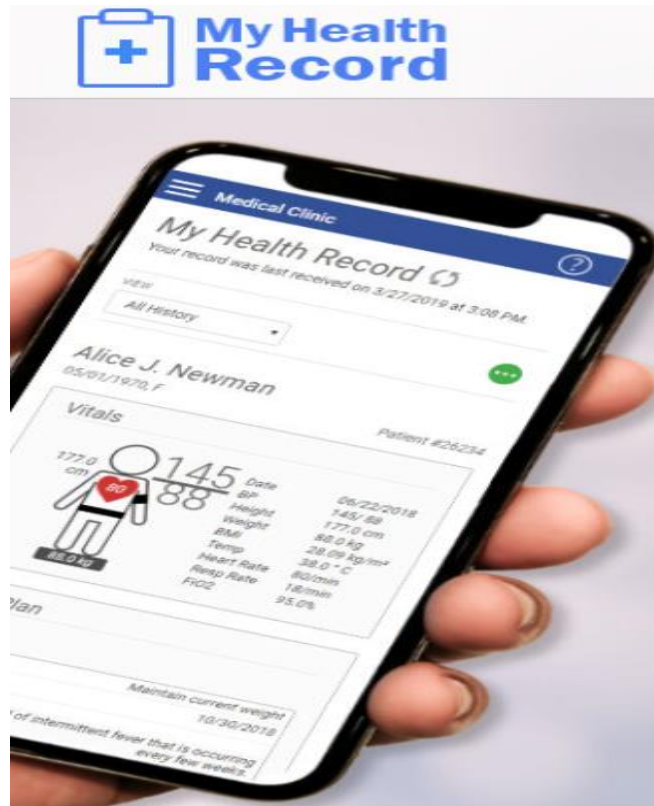 My Health
Record
Medical Clinic
?
My Health Record
Your record was last received on 3/27/2019 at 3:08 PM.
VIEW
All History
Alice J. Newman
05/01/1970, F
Patient #26234
Vitals
177.0
cm
145
88
BG
88.0 kg
Date 06/22/2018
BP 145/ 88
Height 177.0 cm
Weight 88.0 kg
BMI 28.09 kg/m²
Temp 38.0 ° C
Heart Rate 80/min
Resp Rate 18/min
FiO2 95.0%
Plan
Maintain current weight
10/30/2018
of intermittent fever that is occurring
every few weeks.